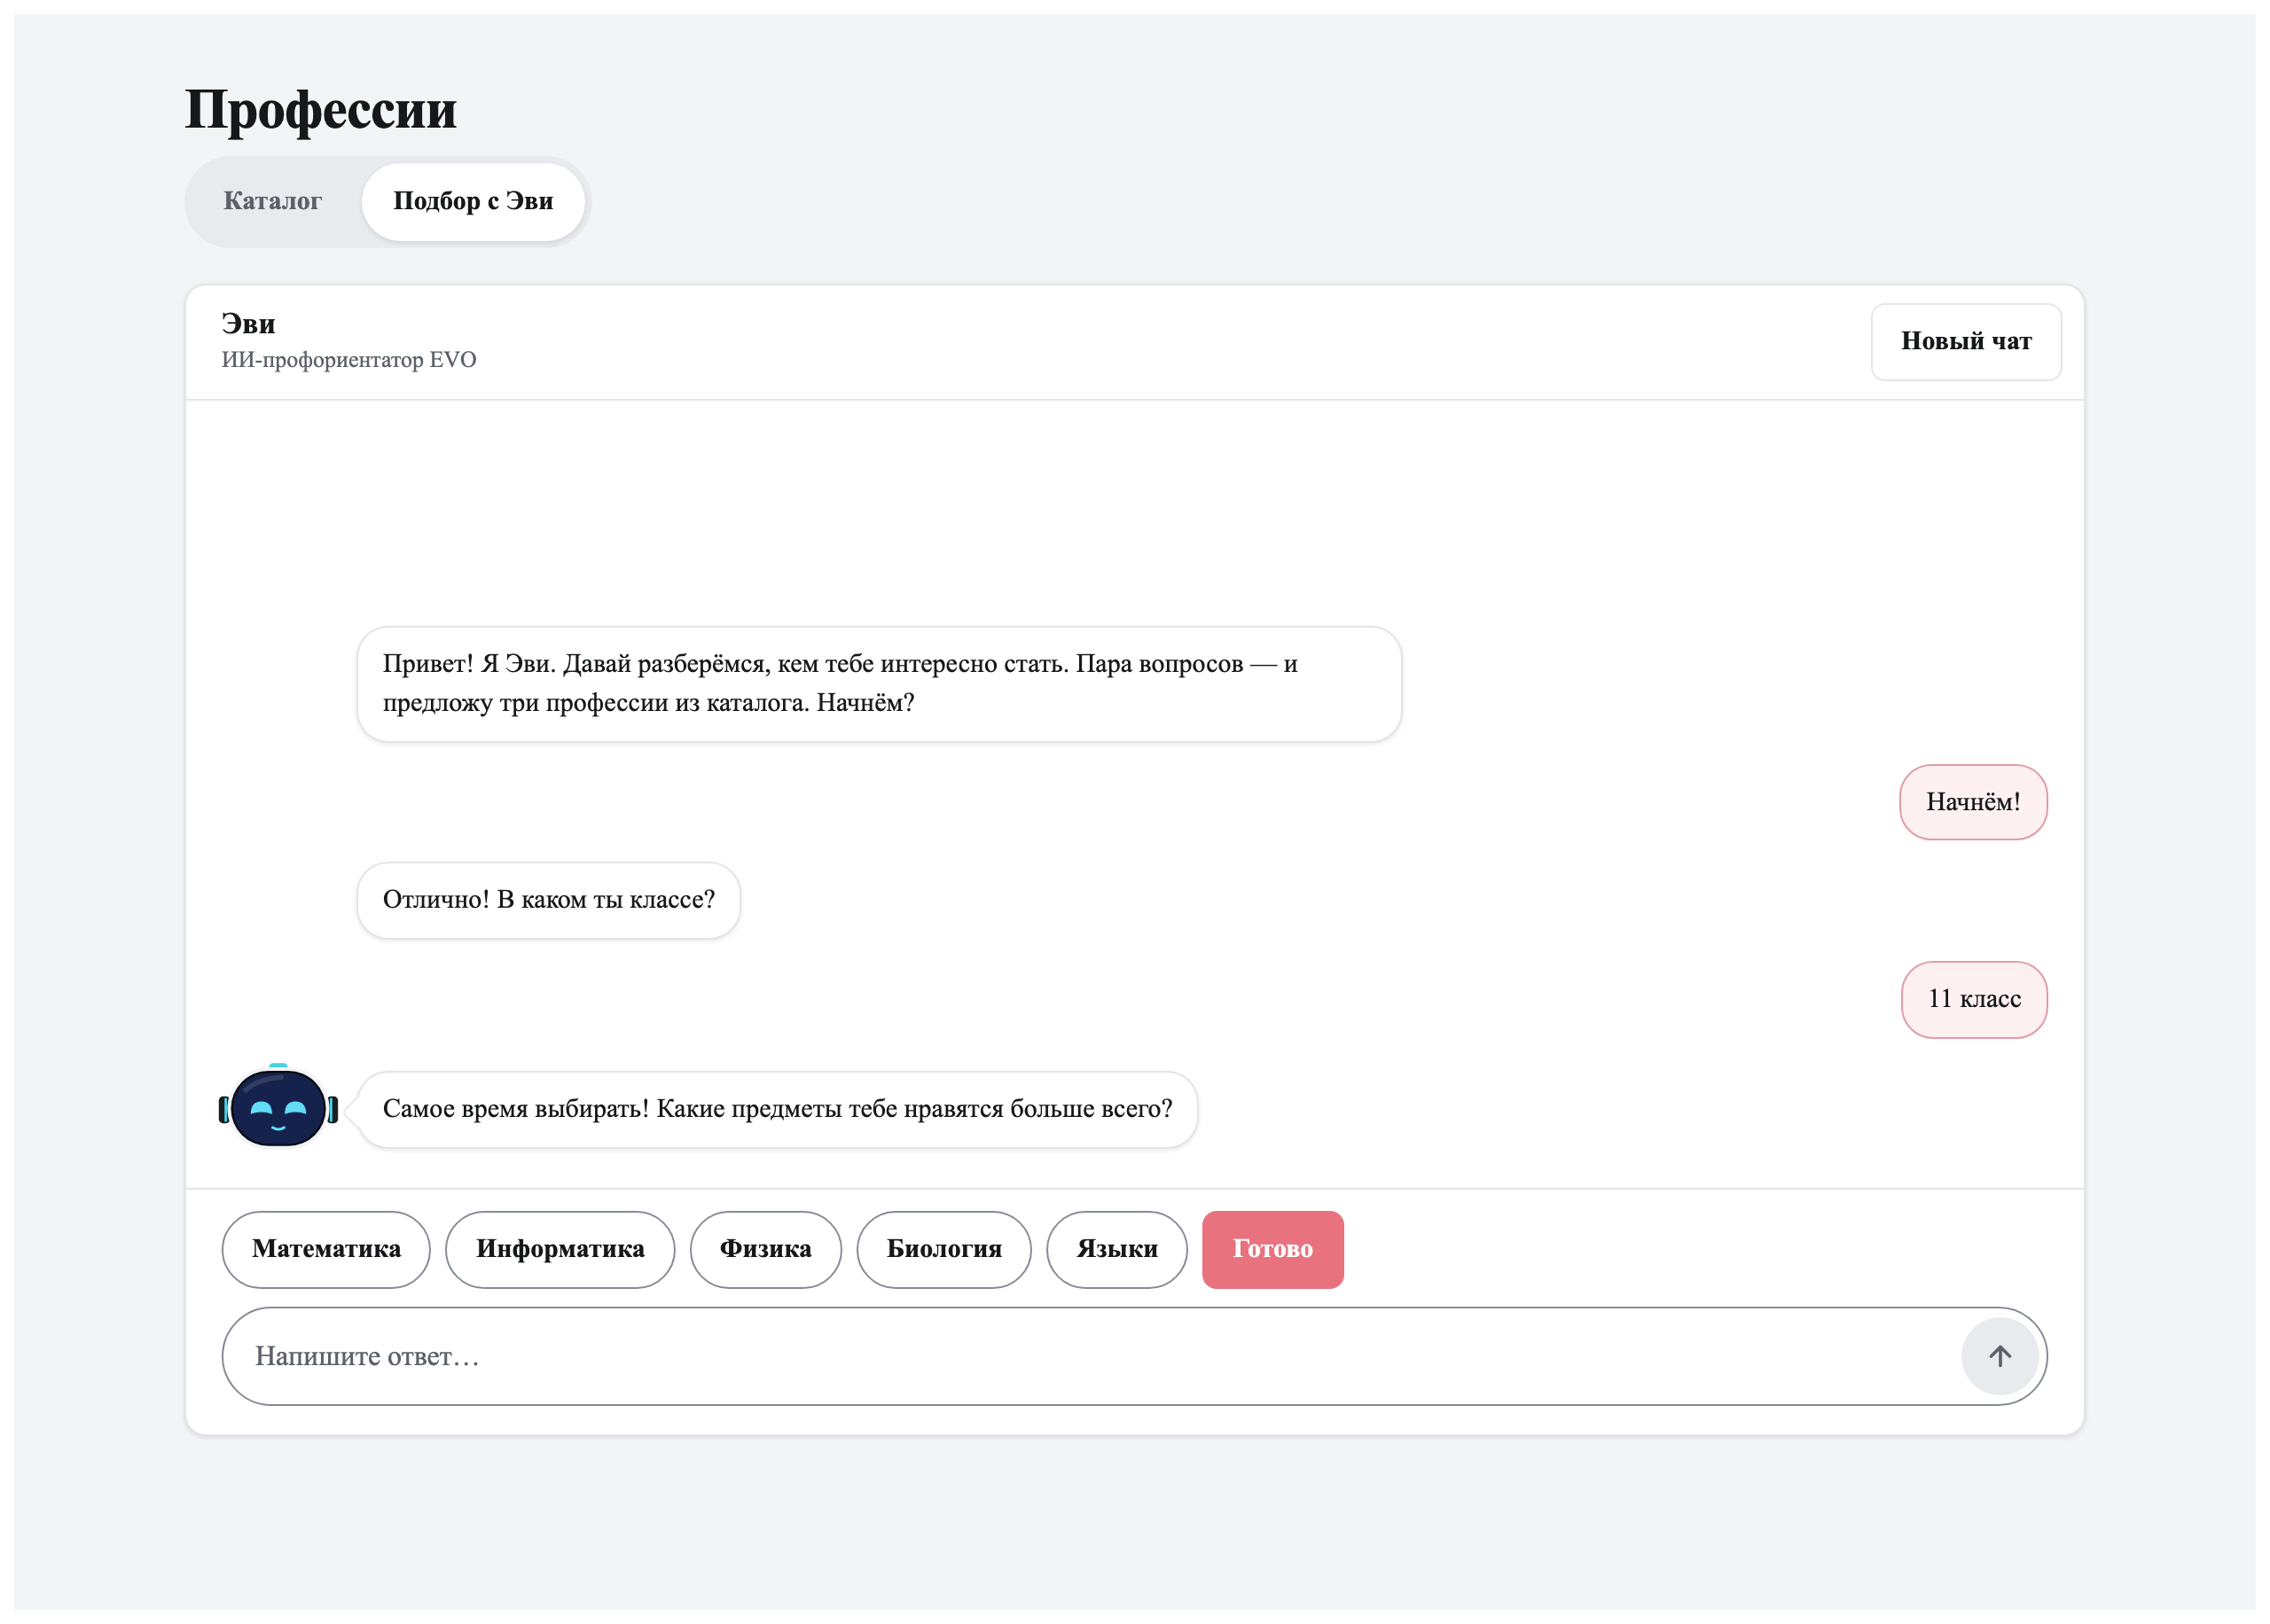 Профессии
Каталог
Подбор с Эви
Эви
ИИ-профориентатор EVO
Новый чат
Привет! Я Эви. Давай разберёмся, кем тебе интересно стать. Пара вопросов — и
предложу три профессии из каталога. Начнём?
Начнём!
Отлично! В каком ты классе?
11 класс
Самое время выбирать! Какие предметы тебе нравятся больше всего?
Математика
Информатика
Физика
Биология
Языки
Готово
Напишите ответ…